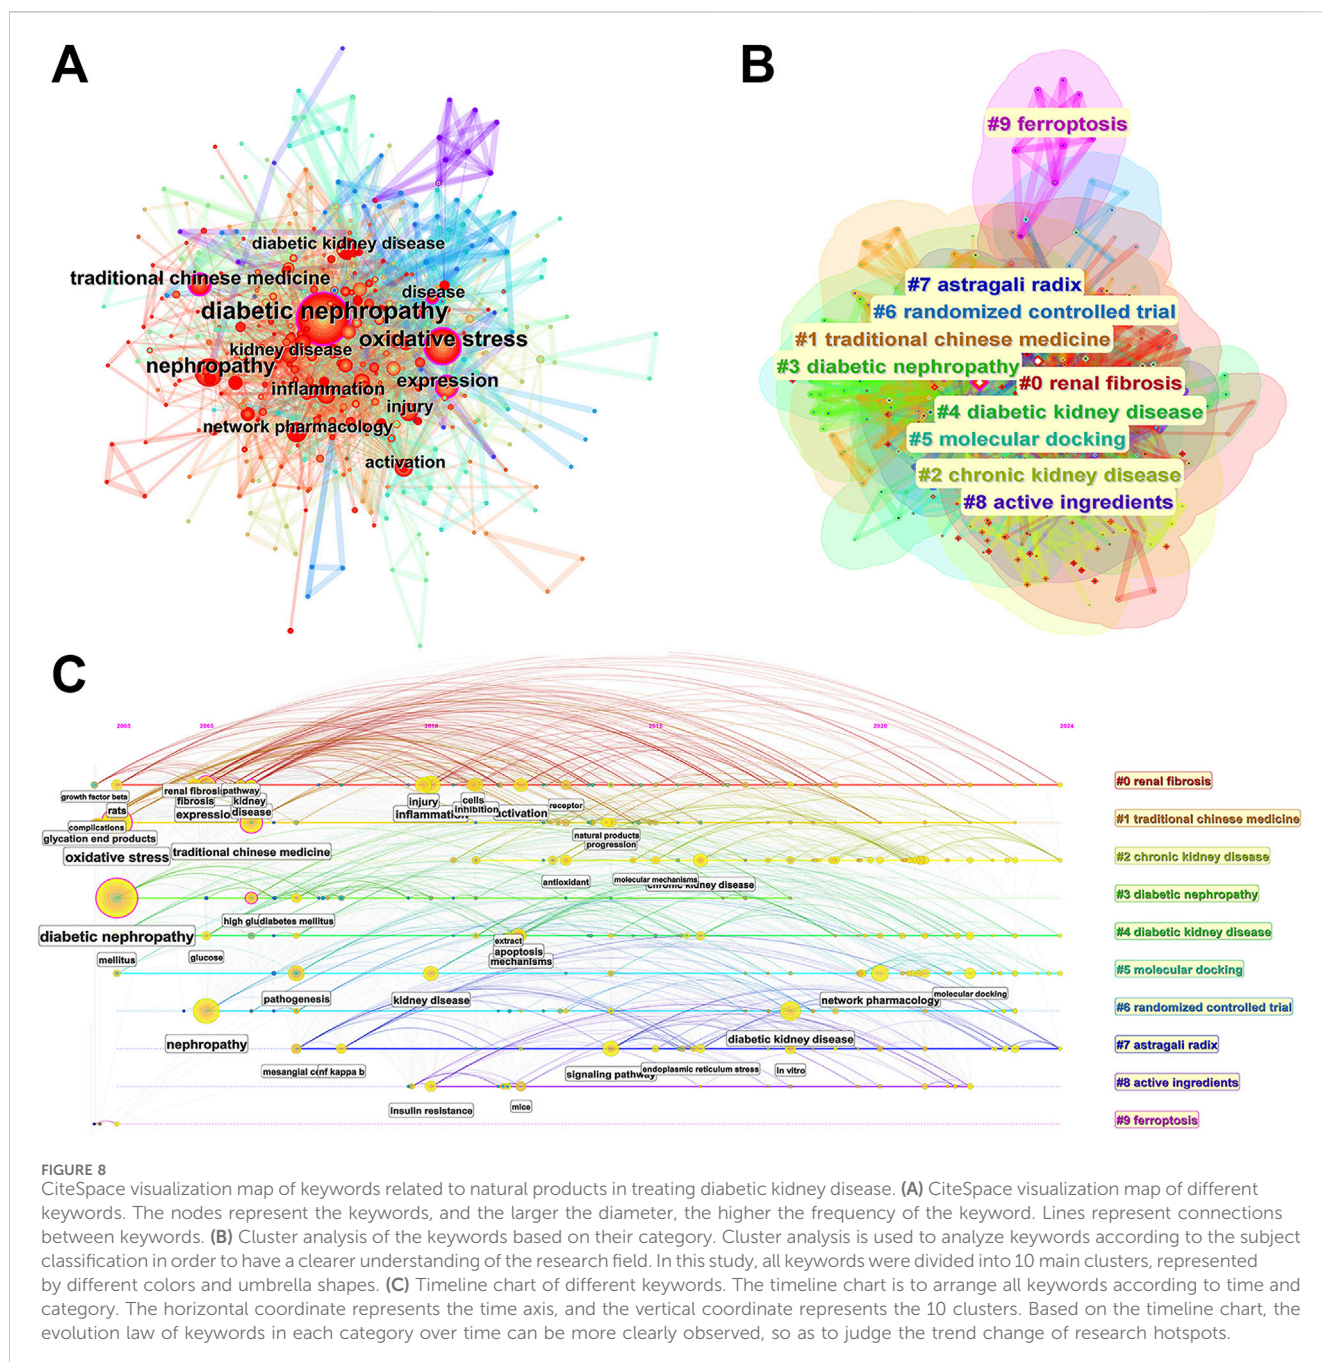 A
diabetic kidney disease
traditional chinese medicine
disease
diabetic nephropathy
oxidative stress
kidney disease
nephropathy
expression
inflammation
injury
network pharmacology
activation
B
#9 ferroptosis
#7 astragali radix
#6 randomized controlled trial
#1 traditional chinese medicine
#3 diabetic nephropathy
#0 renal fibrosis
#4 diabetic kidney disease
#5 molecular docking
#2 chronic kidney disease
#8 active ingredients
C
2003 2005 2010 2015 2020 2024
#0 renal fibrosis
growth factor beta
renal fibrosis
pathway
rats
fibrosis
kidney
injury
cells
receptor
expression
disease
inflammation
inhibition
activation
#1 traditional chinese medicine
complications
glycation end products
natural products
progression
oxidative stress
traditional chinese medicine
#2 chronic kidney disease
antioxidant
molecular mechanisms
chronic kidney disease
#3 diabetic nephropathy
high glu
diabetes mellitus
diabetic nephropathy
#4 diabetic kidney disease
extract
apoptosis
mechanisms
mellitus
glucose
#5 molecular docking
pathogenesis
kidney disease
network pharmacology
molecular docking
#6 randomized controlled trial
nephropathy
diabetic kidney disease
#7 astragali radix
mesangial
nf kappa b
signaling pathway
endoplasmic reticulum stress
in vitro
#8 active ingredients
insulin resistance
mice
#9 ferroptosis
FIGURE 8
CiteSpace visualization map of keywords related to natural products in treating diabetic kidney disease. (A) CiteSpace visualization map of different
keywords. The nodes represent the keywords, and the larger the diameter, the higher the frequency of the keyword. Lines represent connections
between keywords. (B) Cluster analysis of the keywords based on their category. Cluster analysis is used to analyze keywords according to the subject
classification in order to have a clearer understanding of the research field. In this study, all keywords were divided into 10 main clusters, represented
by different colors and umbrella shapes. (C) Timeline chart of different keywords. The timeline chart is to arrange all keywords according to time and
category. The horizontal coordinate represents the time axis, and the vertical coordinate represents the 10 clusters. Based on the timeline chart, the
evolution law of keywords in each category over time can be more clearly observed, so as to judge the trend change of research hotspots.